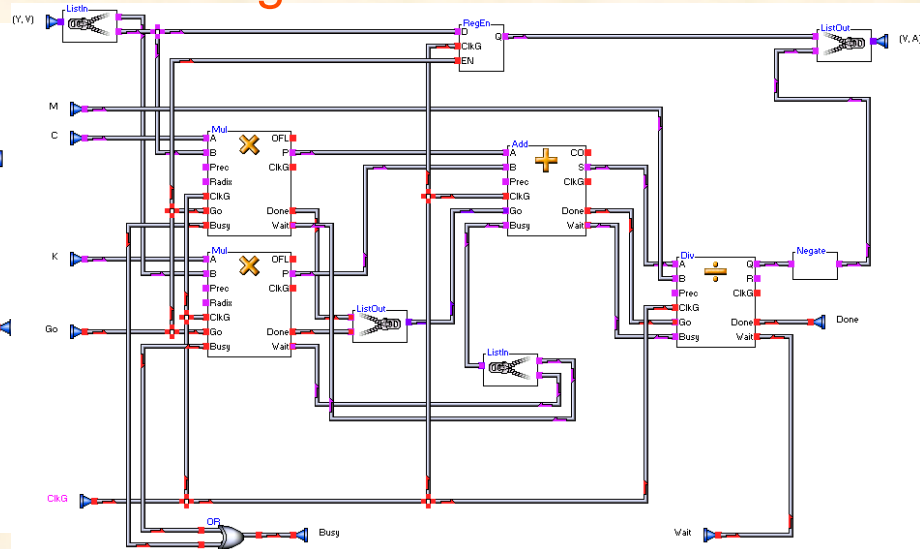 (Y, V)
ListIn
RegEn
D
ClkG
EN
Q
ListOut
(V, A)
M
C
Mul
A
B
Prec
Radix
ClkG
Go
Busy
OFL
P
ClkG
Done
Wait
Add
A
B
Prec
ClkG
Go
Busy
CO
S
ClkG
Done
Wait
K
Mul
A
B
Prec
Radix
ClkG
Go
Busy
OFL
P
ClkG
Done
Wait
Div
A
B
Prec
ClkG
Go
Busy
Q
R
ClkG
Done
Wait
Negate
Go
ListOut
Done
ListIn
ClkG
OR
Busy
Wait